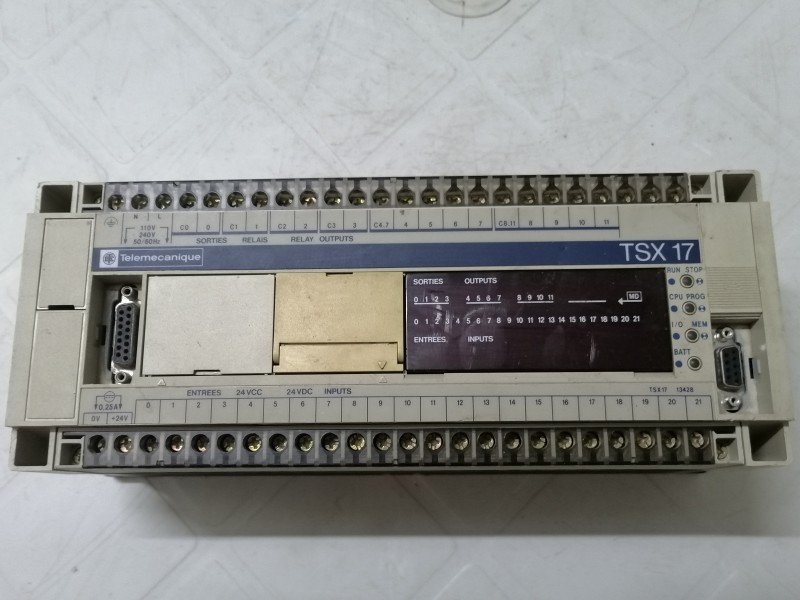 N L C0 0 C1 1 C2 2 C3 3 C4.7 4 5 6 7 C8.11 8 9 10 11
110V
240V
50/60Hz
SORTIES RELAIS RELAY OUTPUTS
Telemecanique TSX 17
RUN STOP
SORTIES OUTPUTS
0 1 2 3 4 5 6 7 8 9 10 11 MD
CPU PROG
0 1 2 3 4 5 6 7 8 9 10 11 12 13 14 15 16 17 18 19 20 21
I/O MEM
ENTREES INPUTS
BATT
ENTREES 24VCC 24VDC INPUTS TSX17 13428
0,25A 0 1 2 3 4 5 6 7 8 9 10 11 12 13 14 15 16 17 18 19 20 21
0V +24V